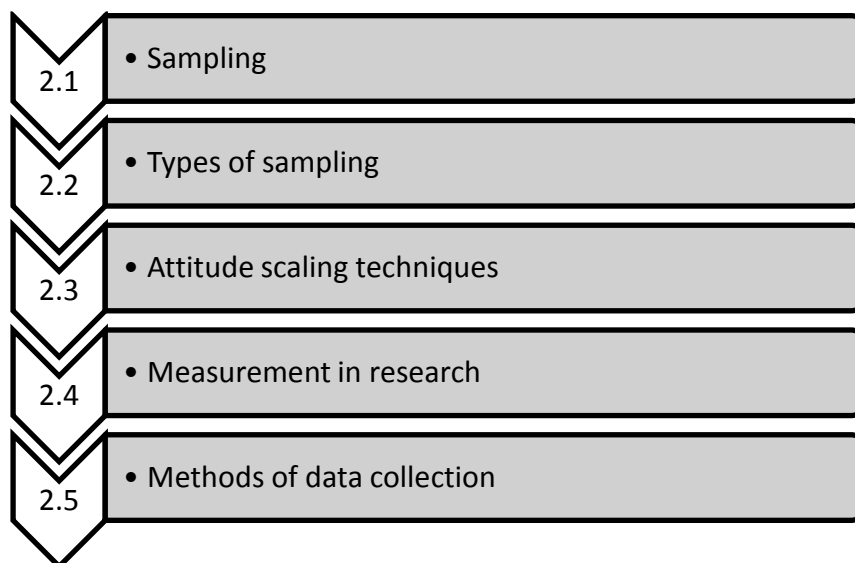 2.1
• Sampling
2.2
• Types of sampling
2.3
• Attitude scaling techniques
2.4
• Measurement in research
2.5
• Methods of data collection